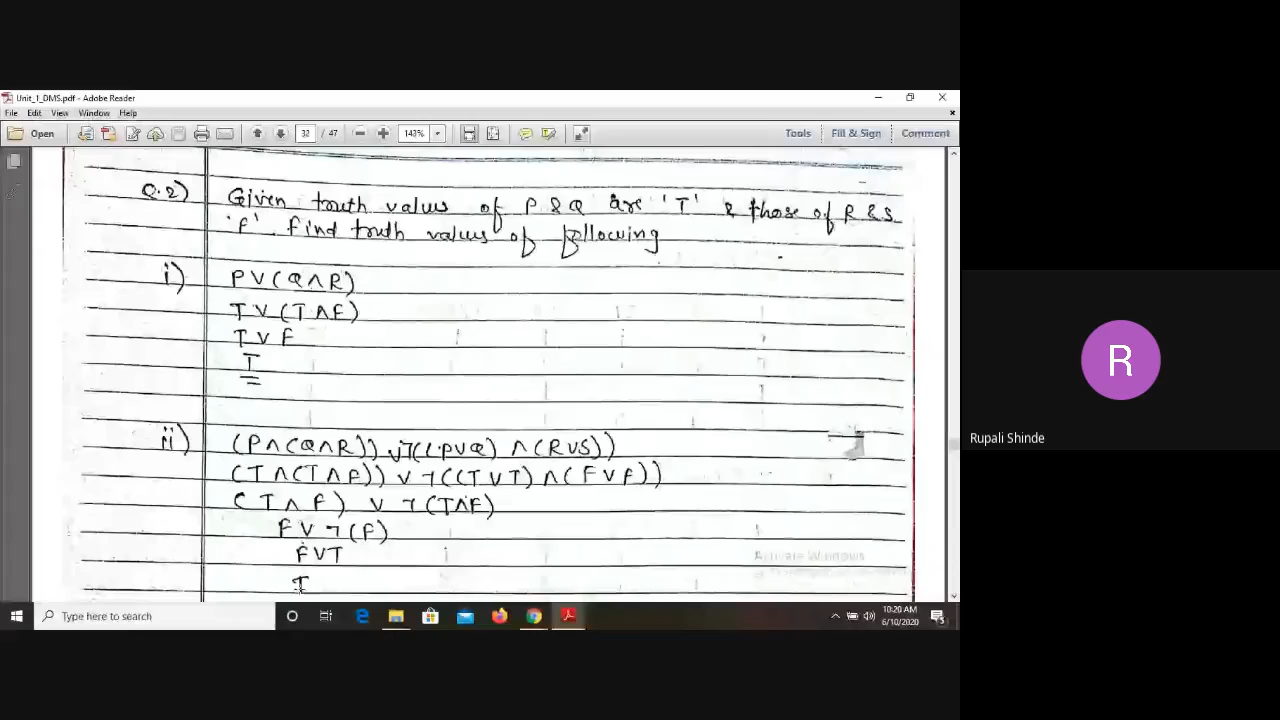 Unit_1_DMS.pdf - Adobe Reader
File Edit View Window Help
Open 32 / 47 143% Tools Fill & Sign Comment
Q.2) Given truth values of P & Q are 'T' & those of R & S
'F'. find truth values of following
i) P ∨ (Q ∧ R)
T ∨ (T ∧ F)
T ∨ F
T
ii) (P ∧ (Q ∧ R)) ∨ ¬((P ∨ Q) ∧ (R ∨ S))
(T ∧ (T ∧ F)) ∨ ¬((T ∨ T) ∧ (F ∨ F))
(T ∧ F) ∨ ¬(T ∧ F)
F ∨ ¬(F)
F ∨ T
T
Activate Windows
Type here to search
10:20 AM
6/10/2020
R
Rupali Shinde